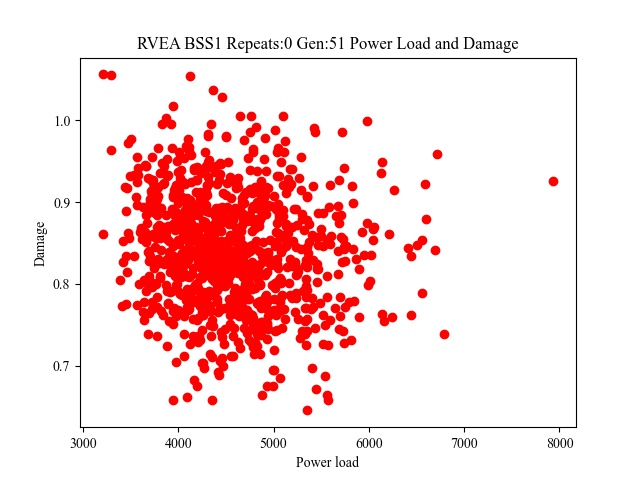 RVEA BSS1 Repeats:0 Gen:51 Power Load and Damage
1.0
0.9
0.8
0.7
Damage
3000 4000 5000 6000 7000 8000
Power load